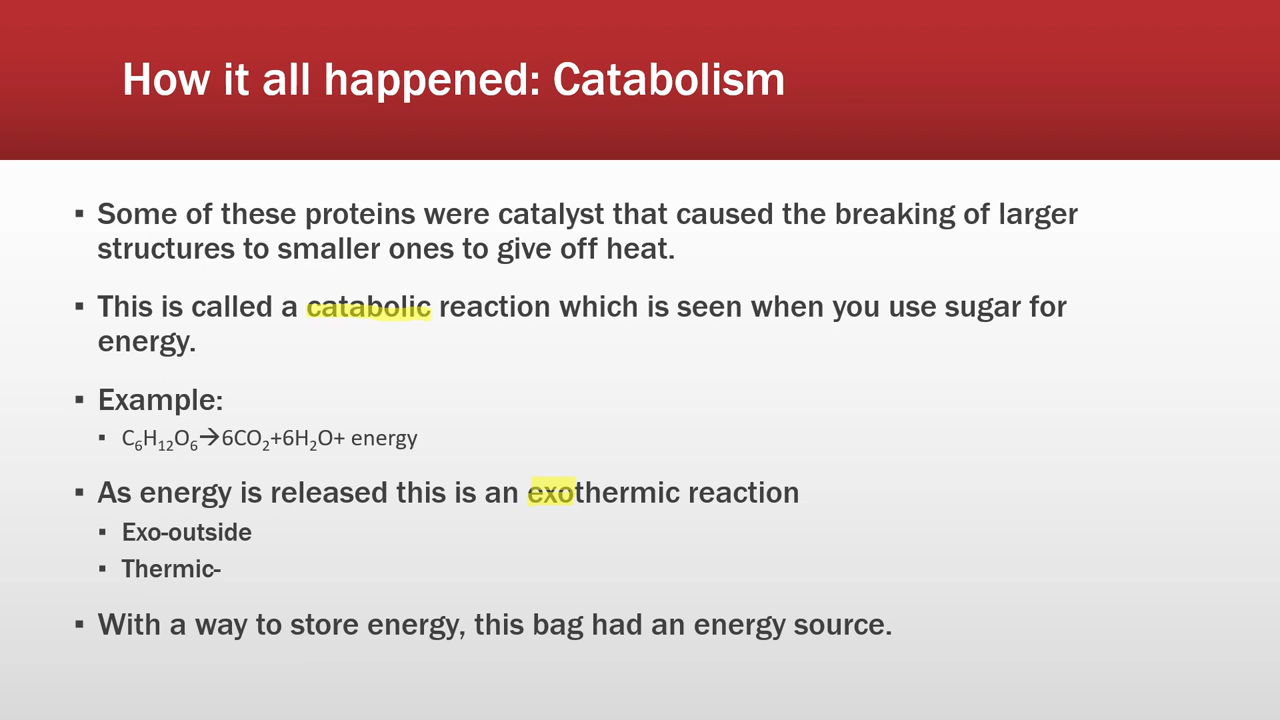 How it all happened: Catabolism
▪ Some of these proteins were catalyst that caused the breaking of larger
structures to smaller ones to give off heat.
▪ This is called a catabolic reaction which is seen when you use sugar for
energy.
▪ Example:
▪ C₆H₁₂O₆→6CO₂+6H₂O+ energy
▪ As energy is released this is an exothermic reaction
▪ Exo-outside
▪ Thermic-
▪ With a way to store energy, this bag had an energy source.